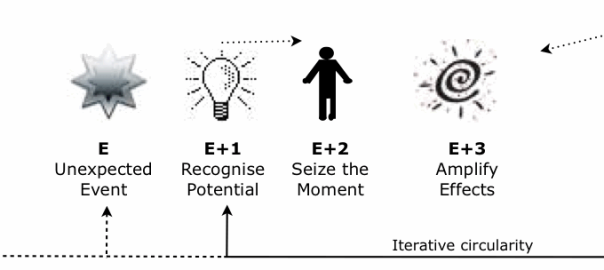 E
Unexpected
Event
E+1
Recognise
Potential
E+2
Seize the
Moment
E+3
Amplify
Effects
Iterative circularity